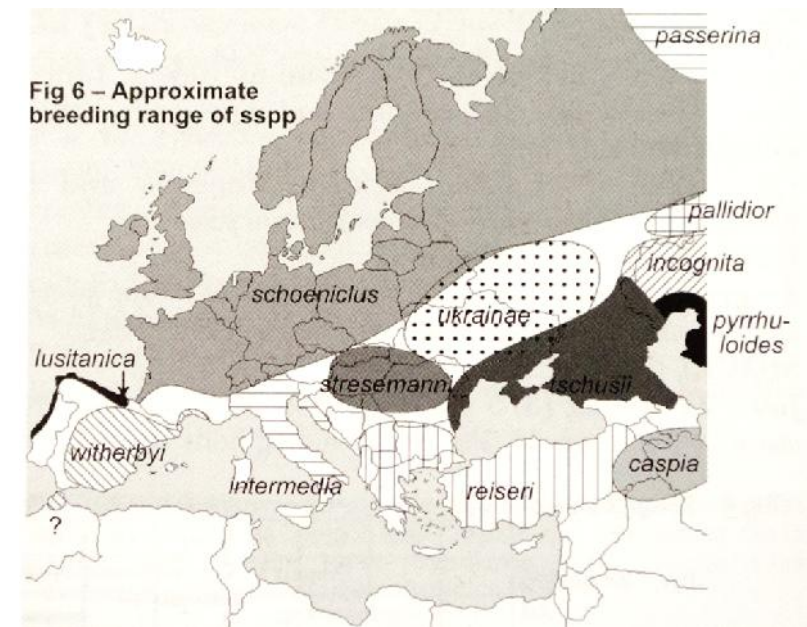 passerina
Fig 6 – Approximate
breeding range of sspp
pallidior
incognita
schoeniclus
ukrainae
pyrrhu-
loides
lusitanica
stresemanni
tschusii
witherbyi
caspia
intermedia
reiseri
?